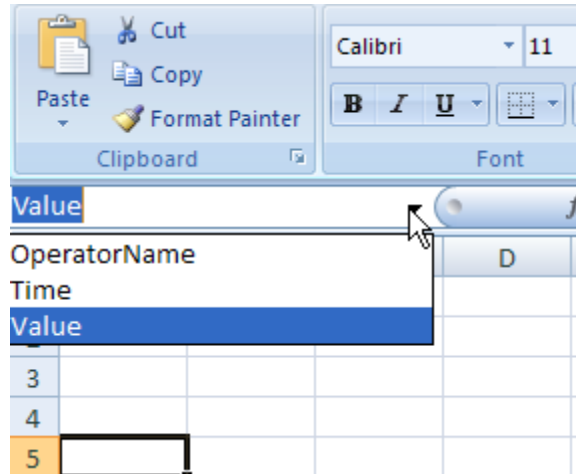 Cut
Copy
Paste
Format Painter
Clipboard
Calibri
11
B I U
Font
Value
OperatorName
Time
Value
D
3
4
5